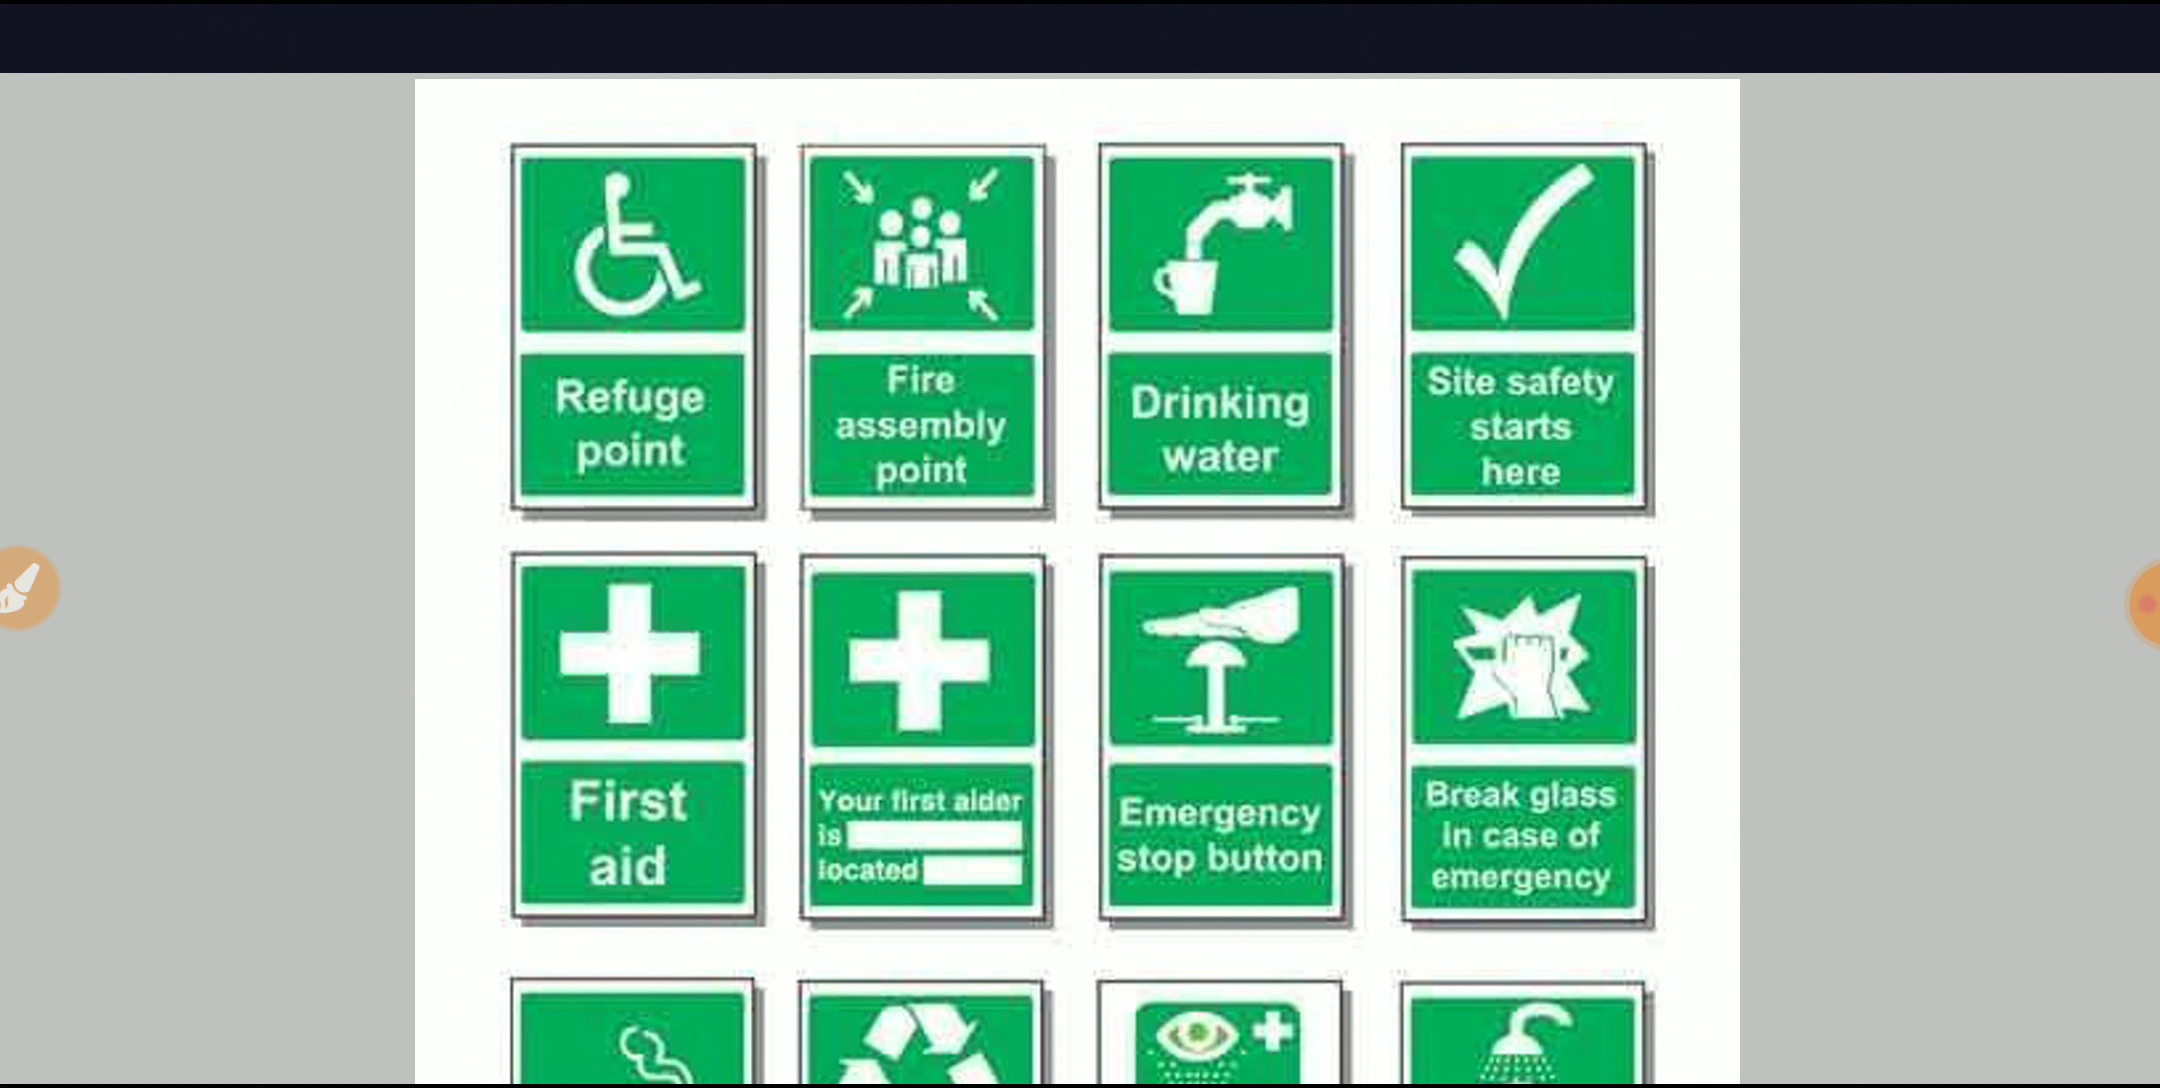 Refuge
point
Fire
assembly
point
Drinking
water
Site safety
starts
here
First
aid
Your first aider
is
located
Emergency
stop button
Break glass
in case of
emergency